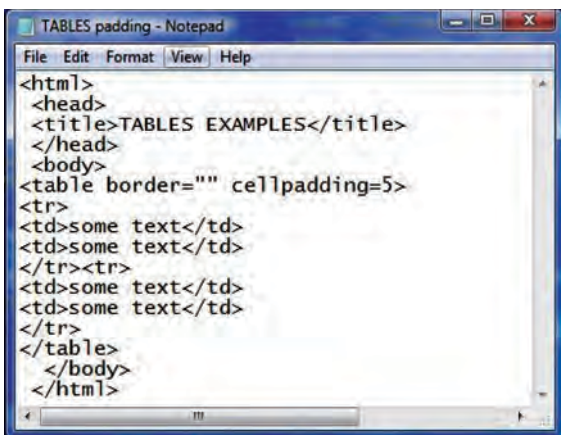 TABLES padding - Notepad
File Edit Format View Help
<html>
<head>
<title>TABLES EXAMPLES</title>
</head>
<body>
<table border="" cellpadding=5>
<tr>
<td>some text</td>
<td>some text</td>
</tr><tr>
<td>some text</td>
<td>some text</td>
</tr>
</table>
</body>
</html>